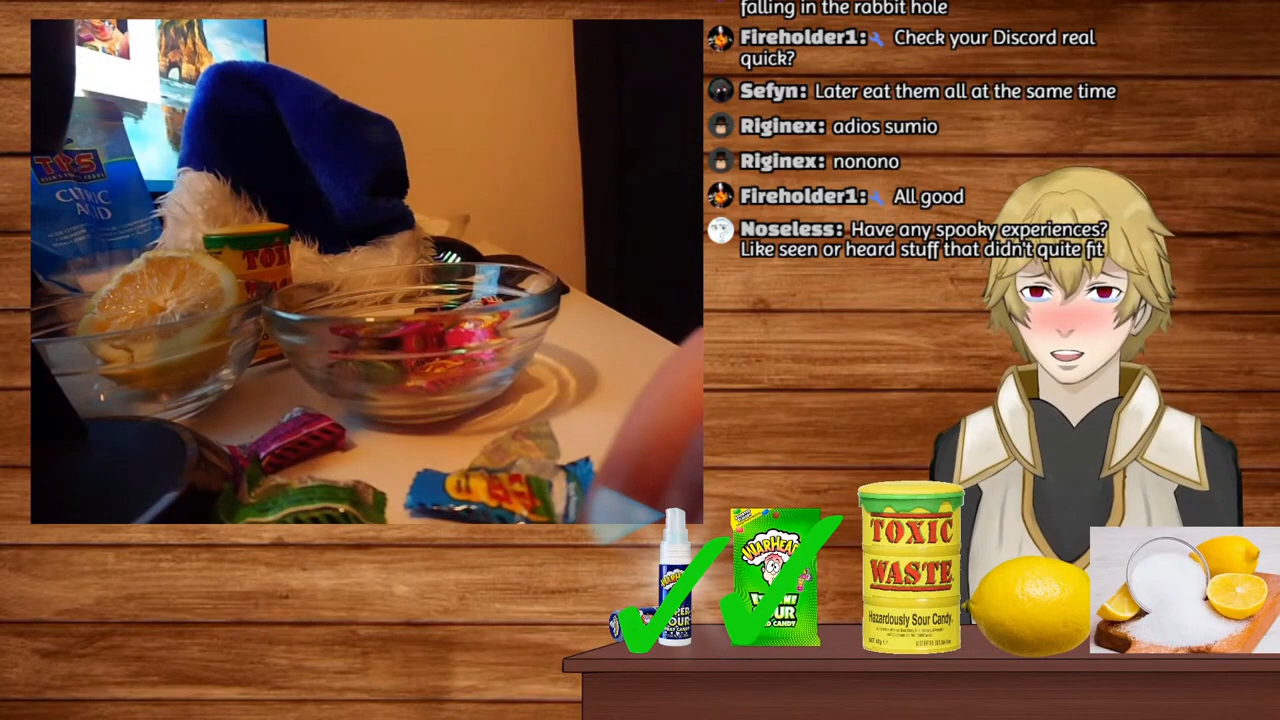 falling in the rabbit hole
Fireholder1: Check your Discord real
quick?
Sefyn: Later eat them all at the same time
Riginex: adios sumio
Riginex: nonono
Fireholder1: All good
Noseless: Have any spooky experiences?
Like seen or heard stuff that didn't quite fit
TRS
CITRIC
ACID
TOXIC
WARHEADS
SOUR
TOXIC
WASTE
Hazardously Sour Candy